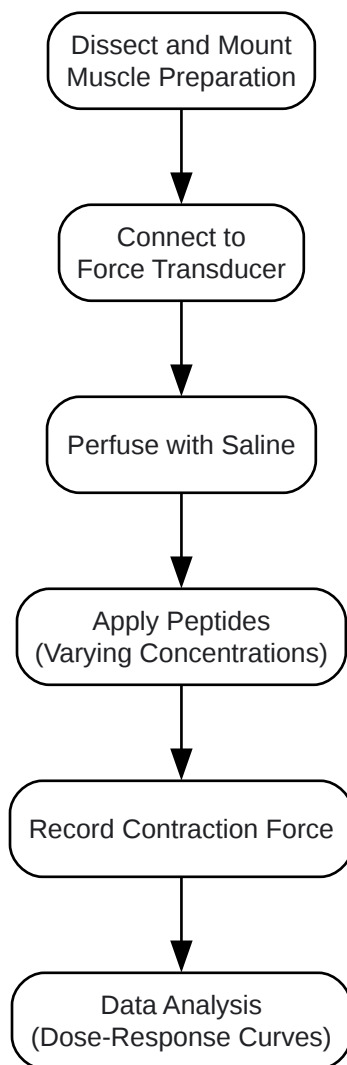 Dissect and Mount
Muscle Preparation
Connect to
Force Transducer
Perfuse with Saline
Apply Peptides
(Varying Concentrations)
Record Contraction Force
Data Analysis
(Dose-Response Curves)